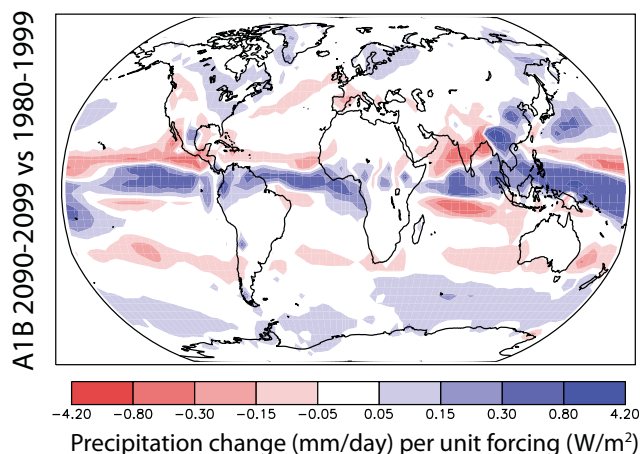 A1B 2090-2099 vs 1980-1999
-4.20 -0.80 -0.30 -0.15 -0.05 0.05 0.15 0.30 0.80 4.20
Precipitation change (mm/day) per unit forcing (W/m²)